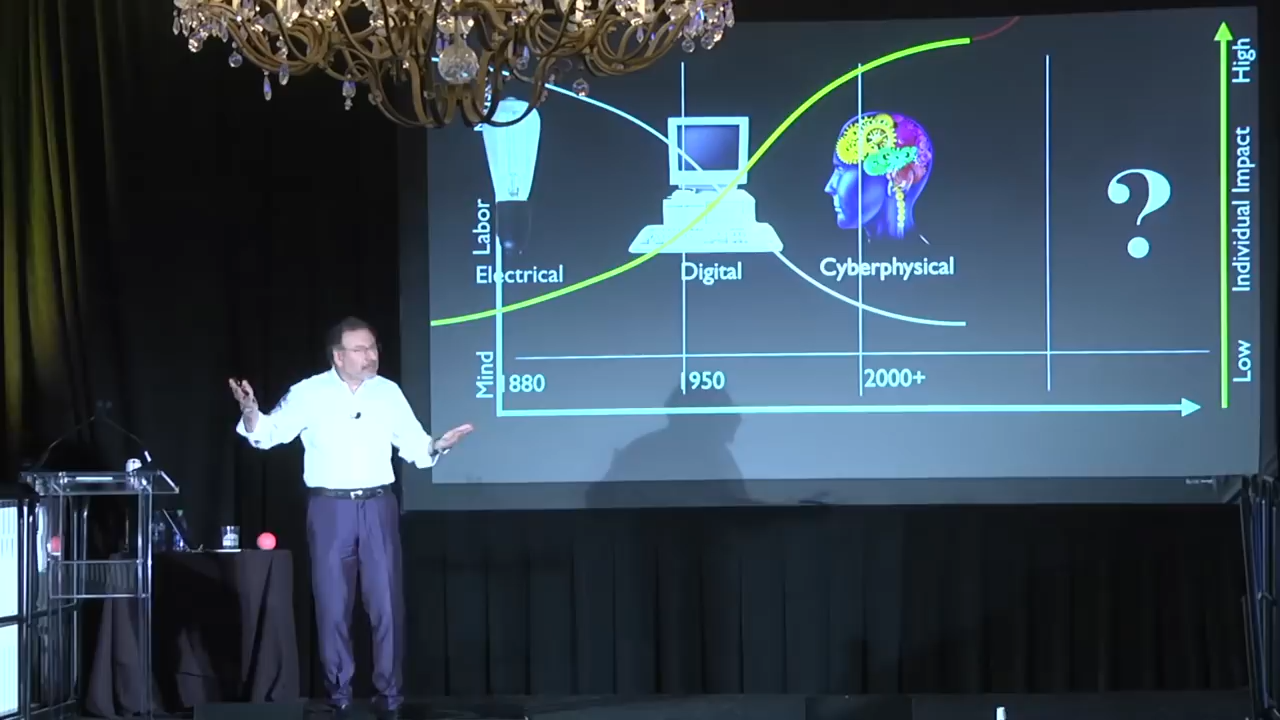 High
Individual Impact
Low
Labor
Mind
Electrical
Digital
Cyberphysical
?
1880
1950
2000+